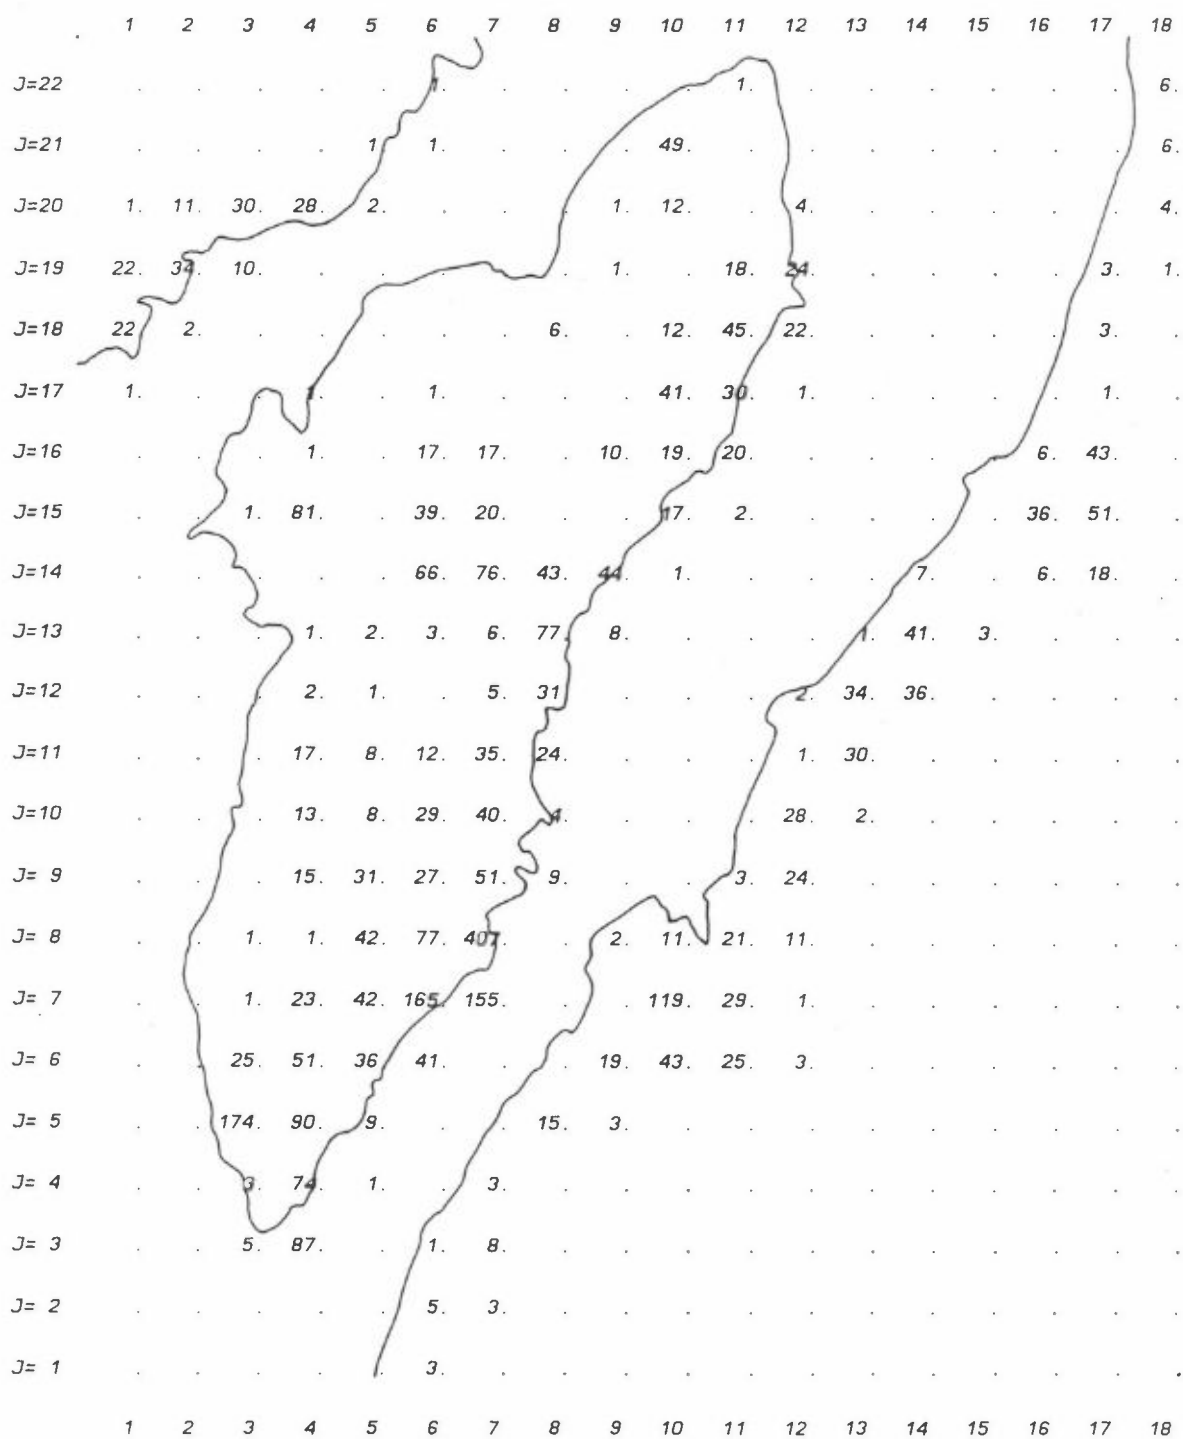 . 1 2 3 4 5 6 7 8 9 10 11 12 13 14 15 16 17 18
J=22 . . . . . 1. . . . . 1. . . . . . . 6.
J=21 . . . . 1. 1. . . . 49. . . . . . . . 6.
J=20 1. 11. 30. 28. 2. . . . 1. 12. . 4. . . . . . 4.
J=19 22. 34. 10. . . . . . 1. . 18. 24. . . . . 3. 1.
J=18 22. 2. . . . . . 6. . 12. 45. 22. . . . . 3. .
J=17 1. . . 1. . 1. . . . 41. 30. 1. . . . . 1. .
J=16 . . . 1. . 17. 17. . 10. 19. 20. . . . . 6. 43. .
J=15 . . 1. 81. . 39. 20. . . 17. 2. . . . . 36. 51. .
J=14 . . . . . 66. 76. 43. 44. 1. . . . 7. . 6. 18. .
J=13 . . . 1. 2. 3. 6. 77. 8. . . . 1. 41. 3. . . .
J=12 . . . 2. 1. . 5. 31. . . . 2. 34. 36. . . . .
J=11 . . . 17. 8. 12. 35. 24. . . . 1. 30. . . . . .
J=10 . . . 13. 8. 29. 40. 4. . . . 28. 2. . . . . .
J= 9 . . . 15. 31. 27. 51. 9. . . 3. 24. . . . . . .
J= 8 . . 1. 1. 42. 77. 407. . 2. 11. 21. 11. . . . . . .
J= 7 . . 1. 23. 42. 165. 155. . . 119. 29. 1. . . . . . .
J= 6 . . 25. 51. 36. 41. . . 19. 43. 25. 3. . . . . . .
J= 5 . . 174. 90. 9. . . 15. 3. . . . . . . . . .
J= 4 . . 3. 74. 1. . 3. . . . . . . . . . . .
J= 3 . . 5. 87. . 1. 8. . . . . . . . . . . .
J= 2 . . . . . 5. 3. . . . . . . . . . . .
J= 1 . . . . . 3. . . . . . . . . . . . .
1 2 3 4 5 6 7 8 9 10 11 12 13 14 15 16 17 18